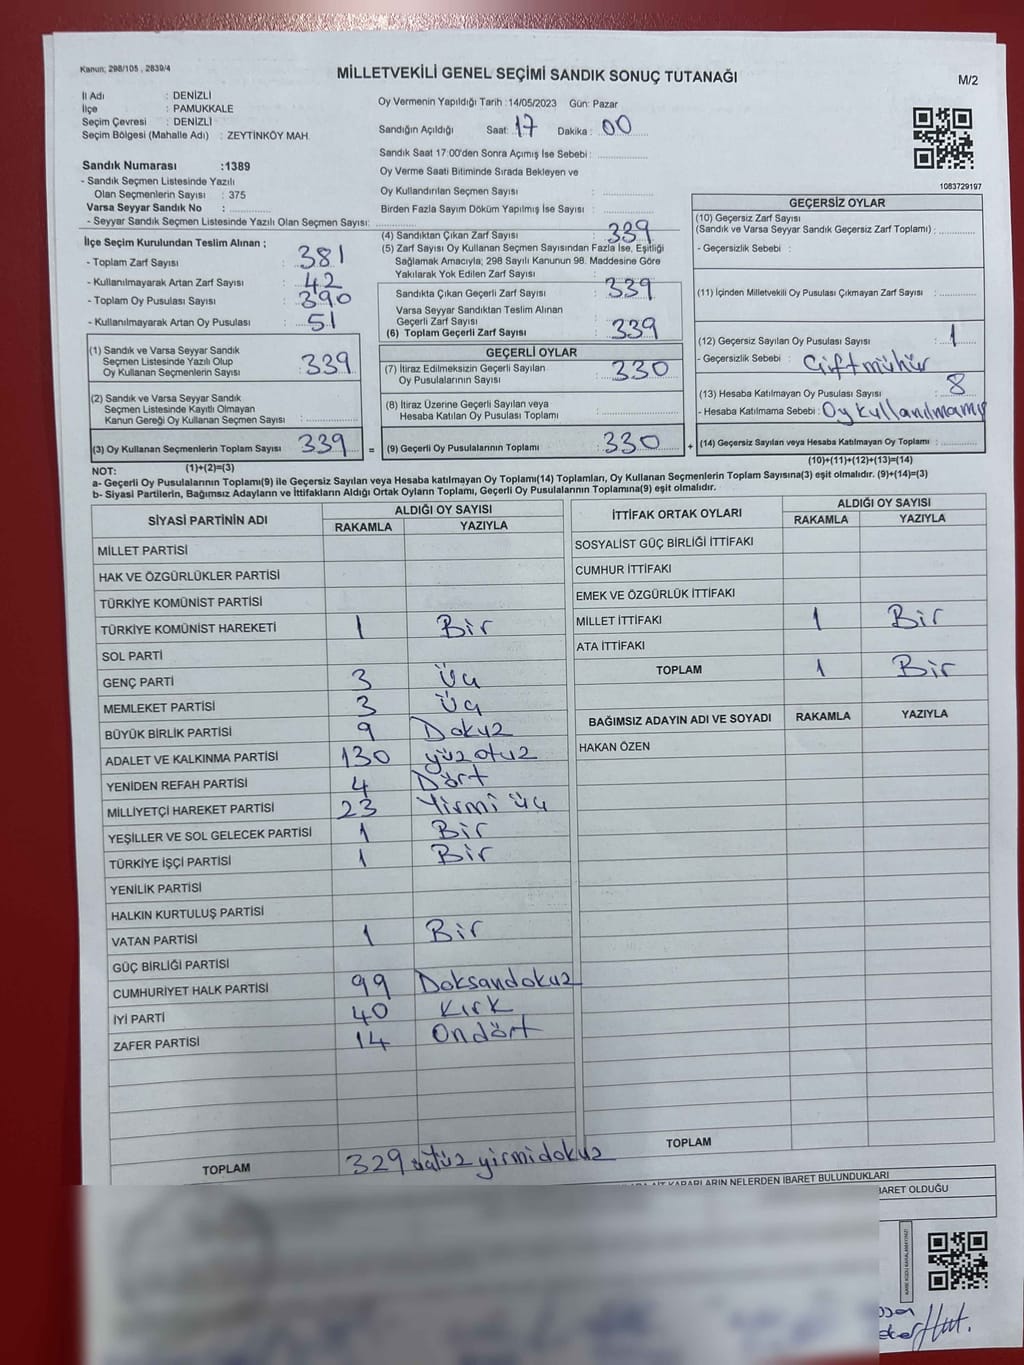 Kanun; 298/105 , 2839/4
MİLLETVEKİLİ GENEL SEÇİMİ SANDIK SONUÇ TUTANAĞI
M/2
İl Adı : DENİZLİ
İlçe : PAMUKKALE
Seçim Çevresi : DENİZLİ
Seçim Bölgesi (Mahalle Adı) : ZEYTİNKÖY MAH.
Sandık Numarası :1389
- Sandık Seçmen Listesinde Yazılı
Olan Seçmenlerin Sayısı : 375
Varsa Seyyar Sandık No :
- Seyyar Sandık Seçmen Listesinde Yazılı Olan Seçmen Sayısı:
Oy Vermenin Yapıldığı Tarih :14/05/2023 Gün: Pazar
Sandığın Açıldığı Saat: 17 Dakika : 00
Sandık Saat 17:00'den Sonra Açımış İse Sebebi :
Oy Verme Saati Bitiminde Sırada Bekleyen ve
Oy Kullandırılan Seçmen Sayısı :
Birden Fazla Sayım Döküm Yapılmış İse Sayısı :
1083729197
İlçe Seçim Kurulundan Teslim Alınan ;
- Toplam Zarf Sayısı : 381
- Kullanılmayarak Artan Zarf Sayısı : 42
- Toplam Oy Pusulası Sayısı : 390
- Kullanılmayarak Artan Oy Pusulası : 51
(4) Sandıktan Çıkan Zarf Sayısı : 339
(5) Zarf Sayısı Oy Kullanan Seçmen Sayısından Fazla İse, Eşitliği
Sağlamak Amacıyla; 298 Sayılı Kanunun 98. Maddesine Göre
Yakılarak Yok Edilen Zarf Sayısı :
Sandıkta Çıkan Geçerli Zarf Sayısı : 339
Varsa Seyyar Sandıktan Teslim Alınan
Geçerli Zarf Sayısı :
(6) Toplam Geçerli Zarf Sayısı : 339
GEÇERSİZ OYLAR
(10) Geçersiz Zarf Sayısı
(Sandık ve Varsa Seyyar Sandık Geçersiz Zarf Toplamı) :
- Geçersizlik Sebebi :
(11) İçinden Milletvekili Oy Pusulası Çıkmayan Zarf Sayısı :
(12) Geçersiz Sayılan Oy Pusulası Sayısı : 1
- Geçersizlik Sebebi : Çiftmühür
(13) Hesaba Katılmayan Oy Pusulası Sayısı : 8
- Hesaba Katılmama Sebebi : Oy kullanılmamış
(1) Sandık ve Varsa Seyyar Sandık
Seçmen Listesinde Yazılı Olup
Oy Kullanan Seçmenlerin Sayısı : 339
(2) Sandık ve Varsa Seyyar Sandık
Seçmen Listesinde Kayıtlı Olmayan
Kanun Gereği Oy Kullanan Seçmen Sayısı :
GEÇERLİ OYLAR
(7) İtiraz Edilmeksizin Geçerli Sayılan
Oy Pusulalarının Sayısı : 330
(8) İtiraz Üzerine Geçerli Sayılan veya
Hesaba Katılan Oy Pusulası Toplamı :
(3) Oy Kullanan Seçmenlerin Toplam Sayısı : 339 = (9) Geçerli Oy Pusulalarının Toplamı : 330 + (14) Geçersiz Sayılan veya Hesaba Katılmayan Oy Toplamı :
NOT: (1)+(2)=(3) (10)+(11)+(12)+(13)=(14)
a- Geçerli Oy Pusulalarının Toplamı(9) ile Geçersiz Sayılan veya Hesaba katılmayan Oy Toplamı(14) Toplamları, Oy Kullanan Seçmenlerin Toplam Sayısına(3) eşit olmalıdır. (9)+(14)=(3)
b- Siyasi Partilerin, Bağımsız Adayların ve İttifakların Aldığı Ortak Oyların Toplamı, Geçerli Oy Pusulalarının Toplamına(9) eşit olmalıdır.
SİYASİ PARTİNİN ADI ALDIĞI OY SAYISI
RAKAMLA YAZIYLA
MİLLET PARTİSİ
HAK VE ÖZGÜRLÜKLER PARTİSİ
TÜRKİYE KOMÜNİST PARTİSİ
TÜRKİYE KOMÜNİST HAREKETİ 1 Bir
SOL PARTİ
GENÇ PARTİ 3 Üç
MEMLEKET PARTİSİ 3 Üç
BÜYÜK BİRLİK PARTİSİ 9 Dokuz
ADALET VE KALKINMA PARTİSİ 130 yüzotuz
YENİDEN REFAH PARTİSİ 4 Dört
MİLLİYETÇİ HAREKET PARTİSİ 23 Yirmi üç
YEŞİLLER VE SOL GELECEK PARTİSİ 1 Bir
TÜRKİYE İŞÇİ PARTİSİ 1 Bir
YENİLİK PARTİSİ
HALKIN KURTULUŞ PARTİSİ
VATAN PARTİSİ 1 Bir
GÜÇ BİRLİĞİ PARTİSİ
CUMHURİYET HALK PARTİSİ 99 Doksandokuz
İYİ PARTİ 40 Kırk
ZAFER PARTİSİ 14 Ondört
TOPLAM 329 yirmidokuz
İTTİFAK ORTAK OYLARI ALDIĞI OY SAYISI
RAKAMLA YAZIYLA
SOSYALİST GÜÇ BİRLİĞİ İTTİFAKI
CUMHUR İTTİFAKI
EMEK VE ÖZGÜRLÜK İTTİFAKI
MİLLET İTTİFAKI 1 Bir
ATA İTTİFAKI
TOPLAM 1 Bir
BAĞIMSIZ ADAYIN ADI VE SOYADI RAKAMLA YAZIYLA
HAKAN ÖZEN
TOPLAM
KARARLARIN NELERDEN İBARET BULUNDUKLARI
BARET OLDUĞU